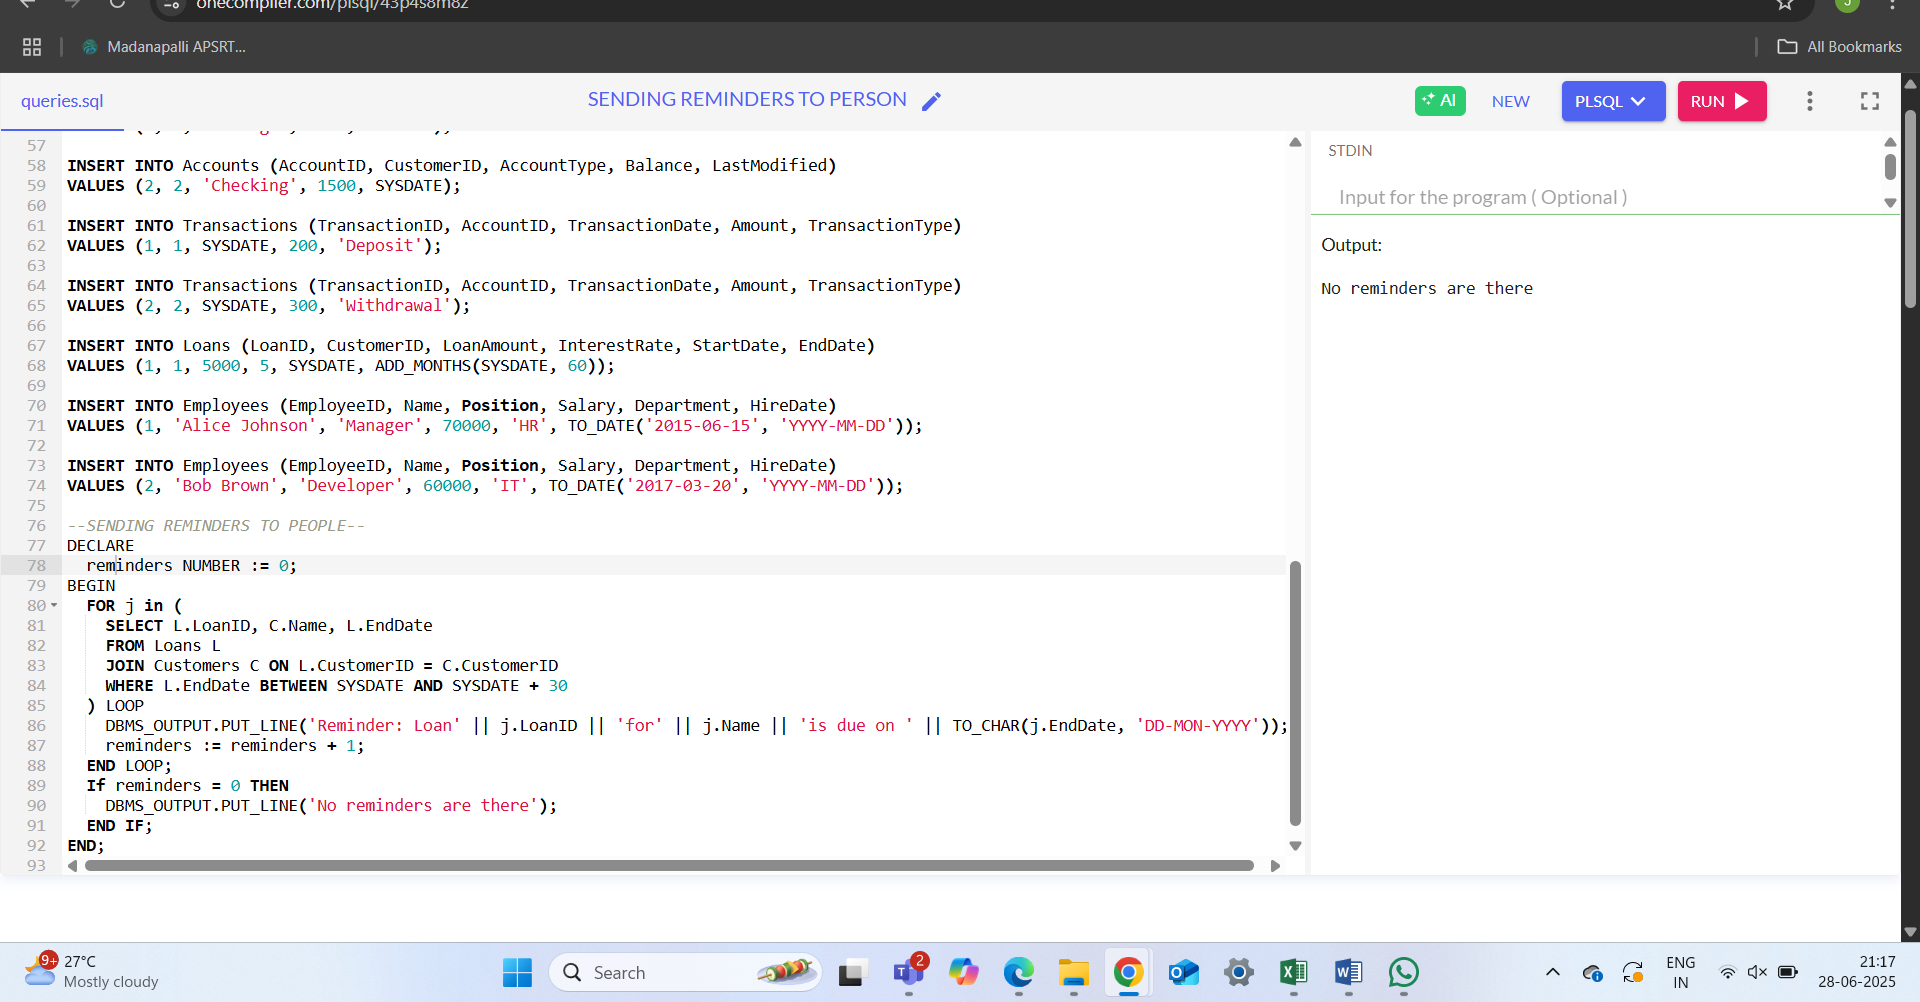 onecompiler.com/plsql/43p4s8m8z
J
Madanapalli APSRT...
All Bookmarks
queries.sql
SENDING REMINDERS TO PERSON
AI
NEW
PLSQL
RUN
57
58 INSERT INTO Accounts (AccountID, CustomerID, AccountType, Balance, LastModified)
59 VALUES (2, 2, 'Checking', 1500, SYSDATE);
60
61 INSERT INTO Transactions (TransactionID, AccountID, TransactionDate, Amount, TransactionType)
62 VALUES (1, 1, SYSDATE, 200, 'Deposit');
63
64 INSERT INTO Transactions (TransactionID, AccountID, TransactionDate, Amount, TransactionType)
65 VALUES (2, 2, SYSDATE, 300, 'Withdrawal');
66
67 INSERT INTO Loans (LoanID, CustomerID, LoanAmount, InterestRate, StartDate, EndDate)
68 VALUES (1, 1, 5000, 5, SYSDATE, ADD_MONTHS(SYSDATE, 60));
69
70 INSERT INTO Employees (EmployeeID, Name, Position, Salary, Department, HireDate)
71 VALUES (1, 'Alice Johnson', 'Manager', 70000, 'HR', TO_DATE('2015-06-15', 'YYYY-MM-DD'));
72
73 INSERT INTO Employees (EmployeeID, Name, Position, Salary, Department, HireDate)
74 VALUES (2, 'Bob Brown', 'Developer', 60000, 'IT', TO_DATE('2017-03-20', 'YYYY-MM-DD'));
75
76 --SENDING REMINDERS TO PEOPLE--
77 DECLARE
78 reminders NUMBER := 0;
79 BEGIN
80 FOR j in (
81 SELECT L.LoanID, C.Name, L.EndDate
82 FROM Loans L
83 JOIN Customers C ON L.CustomerID = C.CustomerID
84 WHERE L.EndDate BETWEEN SYSDATE AND SYSDATE + 30
85 ) LOOP
86 DBMS_OUTPUT.PUT_LINE('Reminder: Loan' || j.LoanID || 'for' || j.Name || 'is due on ' || TO_CHAR(j.EndDate, 'DD-MON-YYYY'));
87 reminders := reminders + 1;
88 END LOOP;
89 If reminders = 0 THEN
90 DBMS_OUTPUT.PUT_LINE('No reminders are there');
91 END IF;
92 END;
93
STDIN
Input for the program ( Optional )
Output:
No reminders are there
9+
27°C
Mostly cloudy
Search
2
ENG
IN
21:17
28-06-2025